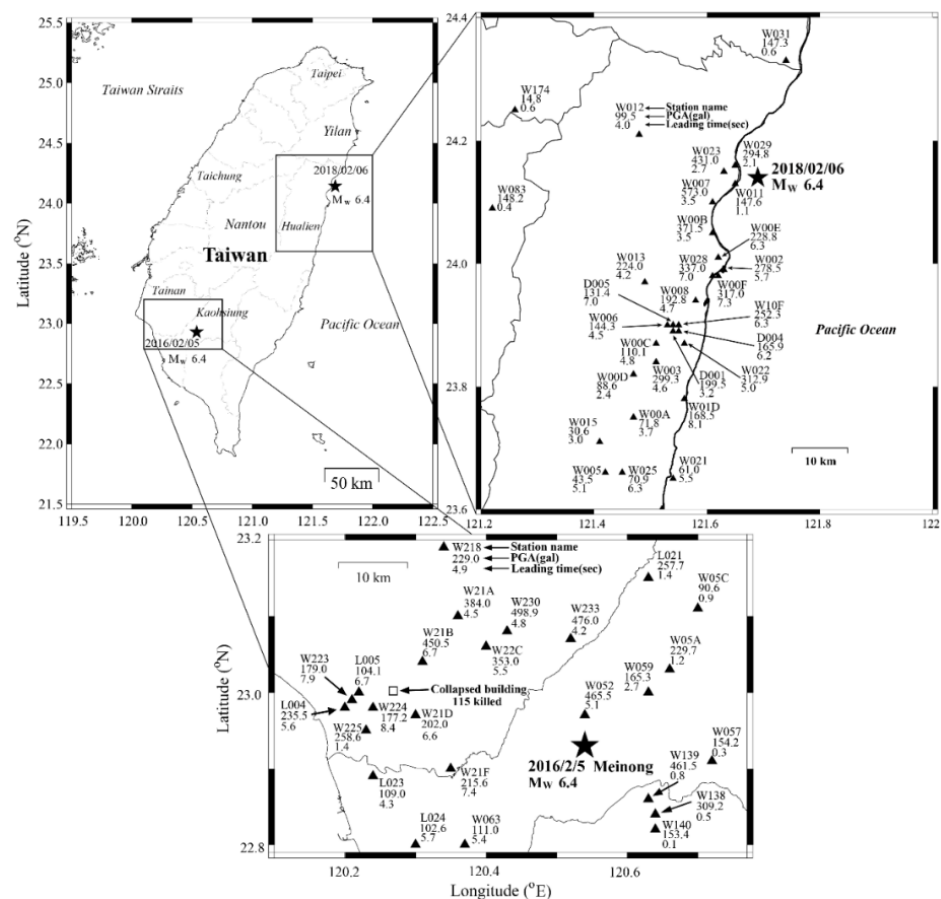 25.5
25.0
24.5
24.0
23.5
23.0
22.5
22.0
21.5
119.5
120.0
120.5
121.0
121.5
122.0
122.5
Latitude (°N)
Taiwan Straits
Taipei
Yilan
2018/02/06
Mw 6.4
Taichung
Nantou
Hualien
Taiwan
Tainan
Kaohsiung
2016/02/05
Mw 6.4
Pacific Ocean
50 km
24.4
24.2
24.0
23.8
23.6
121.2
121.4
121.6
121.8
122
W031
147.3
0.6
W174
14.8
0.6
W012 Station name
99.5 PGA(gal)
4.0 Leading time(sec)
W023
431.0
2.7
W029
294.8
2.1
2018/02/06
Mw 6.4
W007
573.0
3.5
W011
147.6
1.1
W083
148.2
0.4
W00B
371.5
3.5
W00E
228.8
6.3
W013
224.0
4.2
W028
337.0
7.0
W002
278.5
5.7
D005
131.4
7.0
W008
192.8
4.7
W00F
317.0
7.3
W10F
252.3
6.3
W006
144.3
4.5
D004
165.9
6.2
W00C
110.1
4.8
W022
312.9
5.0
W00D
88.6
2.4
W003
299.3
4.6
D001
199.5
3.2
W01D
168.5
8.1
W00A
71.8
3.7
W015
30.6
3.0
W005
43.5
5.1
W025
70.9
6.3
W021
61.0
5.5
Pacific Ocean
10 km
23.2
23.0
22.8
120.2
120.4
120.6
Latitude (°N)
Longitude (°E)
10 km
W218 Station name
229.0 PGA(gal)
4.9 Leading time(sec)
L021
257.7
1.4
W05C
90.6
0.9
W21A
384.0
4.5
W230
498.9
4.8
W233
476.0
4.2
W21B
450.5
6.7
W22C
353.0
5.5
W05A
229.7
1.2
W223
179.0
7.9
L005
104.1
6.7
Collapsed building
115 killed
W059
165.3
2.7
W052
465.5
5.1
L004
235.5
5.6
W224
177.2
8.4
W21D
202.0
6.6
W225
258.6
1.4
W057
154.2
0.3
2016/2/5 Meinong
Mw 6.4
W139
461.5
0.8
L023
109.0
4.3
W21F
215.6
7.4
W138
309.2
0.5
L024
102.6
5.7
W063
111.0
5.4
W140
153.4
0.1